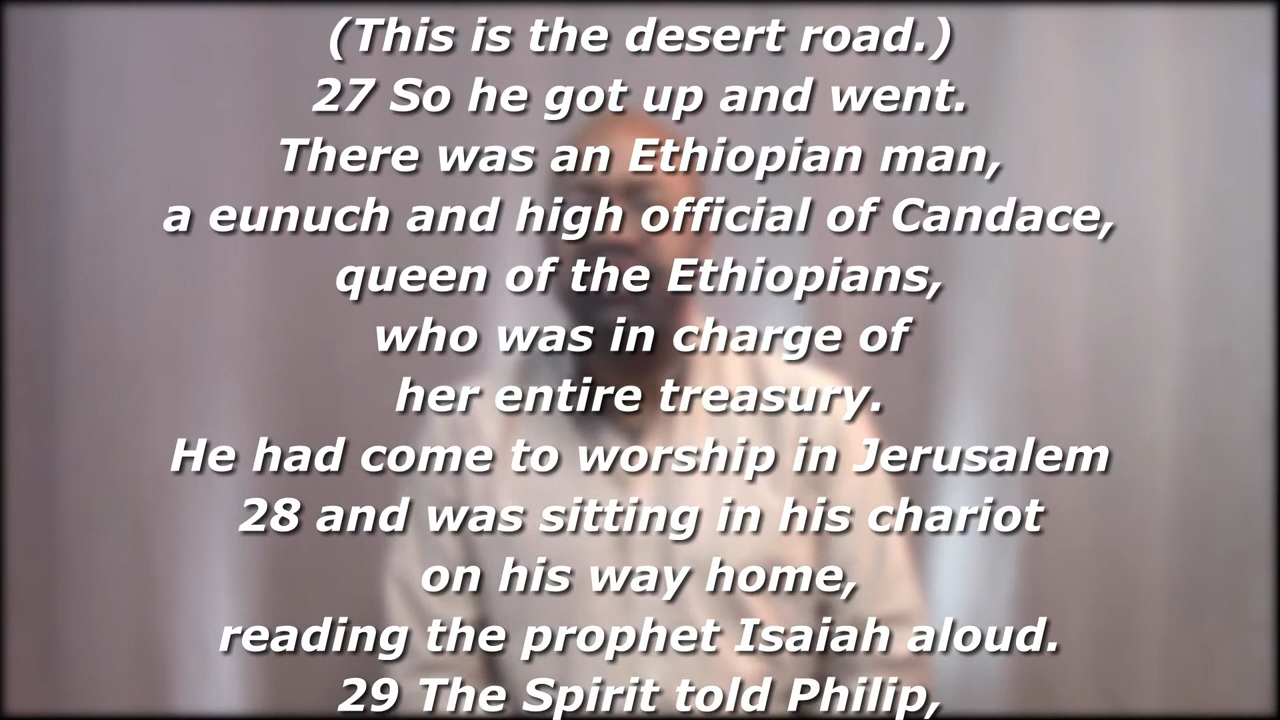 (This is the desert road.)
27 So he got up and went.
There was an Ethiopian man,
a eunuch and high official of Candace,
queen of the Ethiopians,
who was in charge of
her entire treasury.
He had come to worship in Jerusalem
28 and was sitting in his chariot
on his way home,
reading the prophet Isaiah aloud.
29 The Spirit told Philip,